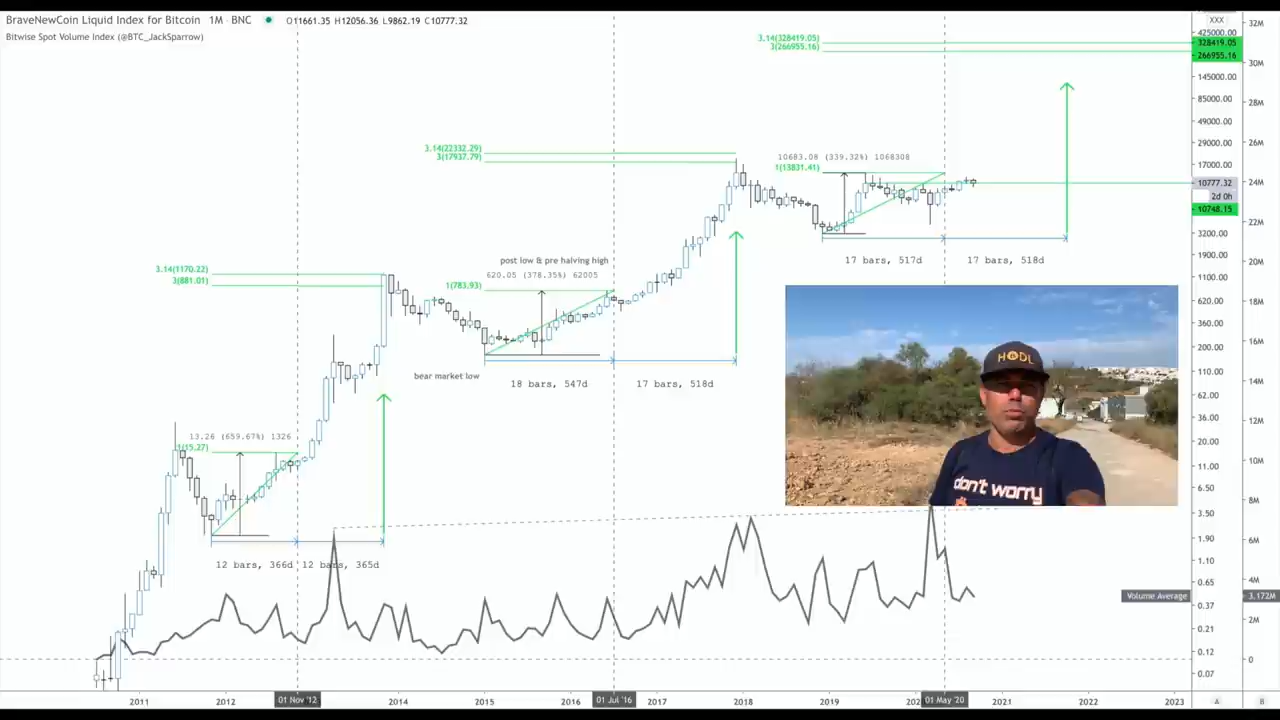 BraveNewCoin Liquid Index for Bitcoin 1M BNC O11661.35 H12056.36 L9862.19 C10777.32
Bitwise Spot Volume Index (@BTC_JackSparrow)
XXX
32M
425000.00
3.14(328419.05)
328419.05
3(266955.16)
266955.16
30M
145000.00
28M
85000.00
49000.00
26M
29000.00
3.14(22332.29)
3(17937.79)
10683.08 (339.32%) 1068308
1(13831.41)
17000.00
24M
10777.32
2d 0h
10748.15
22M
3200.00
17 bars, 517d
17 bars, 518d
1900.00
20M
post low & pre halving high
3.14(1170.22)
3(881.01)
620.05 (378.35%) 62005
1(783.93)
1100.00
620.00
18M
360.00
16M
200.00
bear market low
18 bars, 547d
17 bars, 518d
110.00
14M
62.00
36.00
12M
HODL
13.26 (659.67%) 1326
1(15.27)
20.00
10M
11.00
6.50
8M
don't worry
3.50
1.90
12 bars, 366d
12 bars, 365d
1.10
0.65
4M
Volume Average
3.172M
0.37
2M
0.21
0.12
0
0.07
2011
2012
01 Nov '12
2014
2015
2016
01 Jul '16
2017
2018
2019
01 May '20
2021
2022
2023
A
B